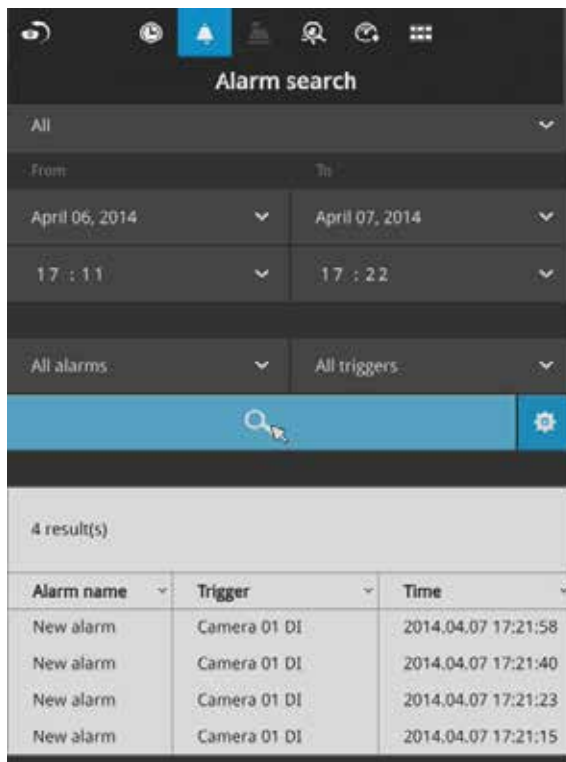 Alarm search
All
From To
April 06, 2014 April 07, 2014
17 : 11 17 : 22
All alarms All triggers
4 result(s)
Alarm name Trigger Time
New alarm Camera 01 DI 2014.04.07 17:21:58
New alarm Camera 01 DI 2014.04.07 17:21:40
New alarm Camera 01 DI 2014.04.07 17:21:23
New alarm Camera 01 DI 2014.04.07 17:21:15